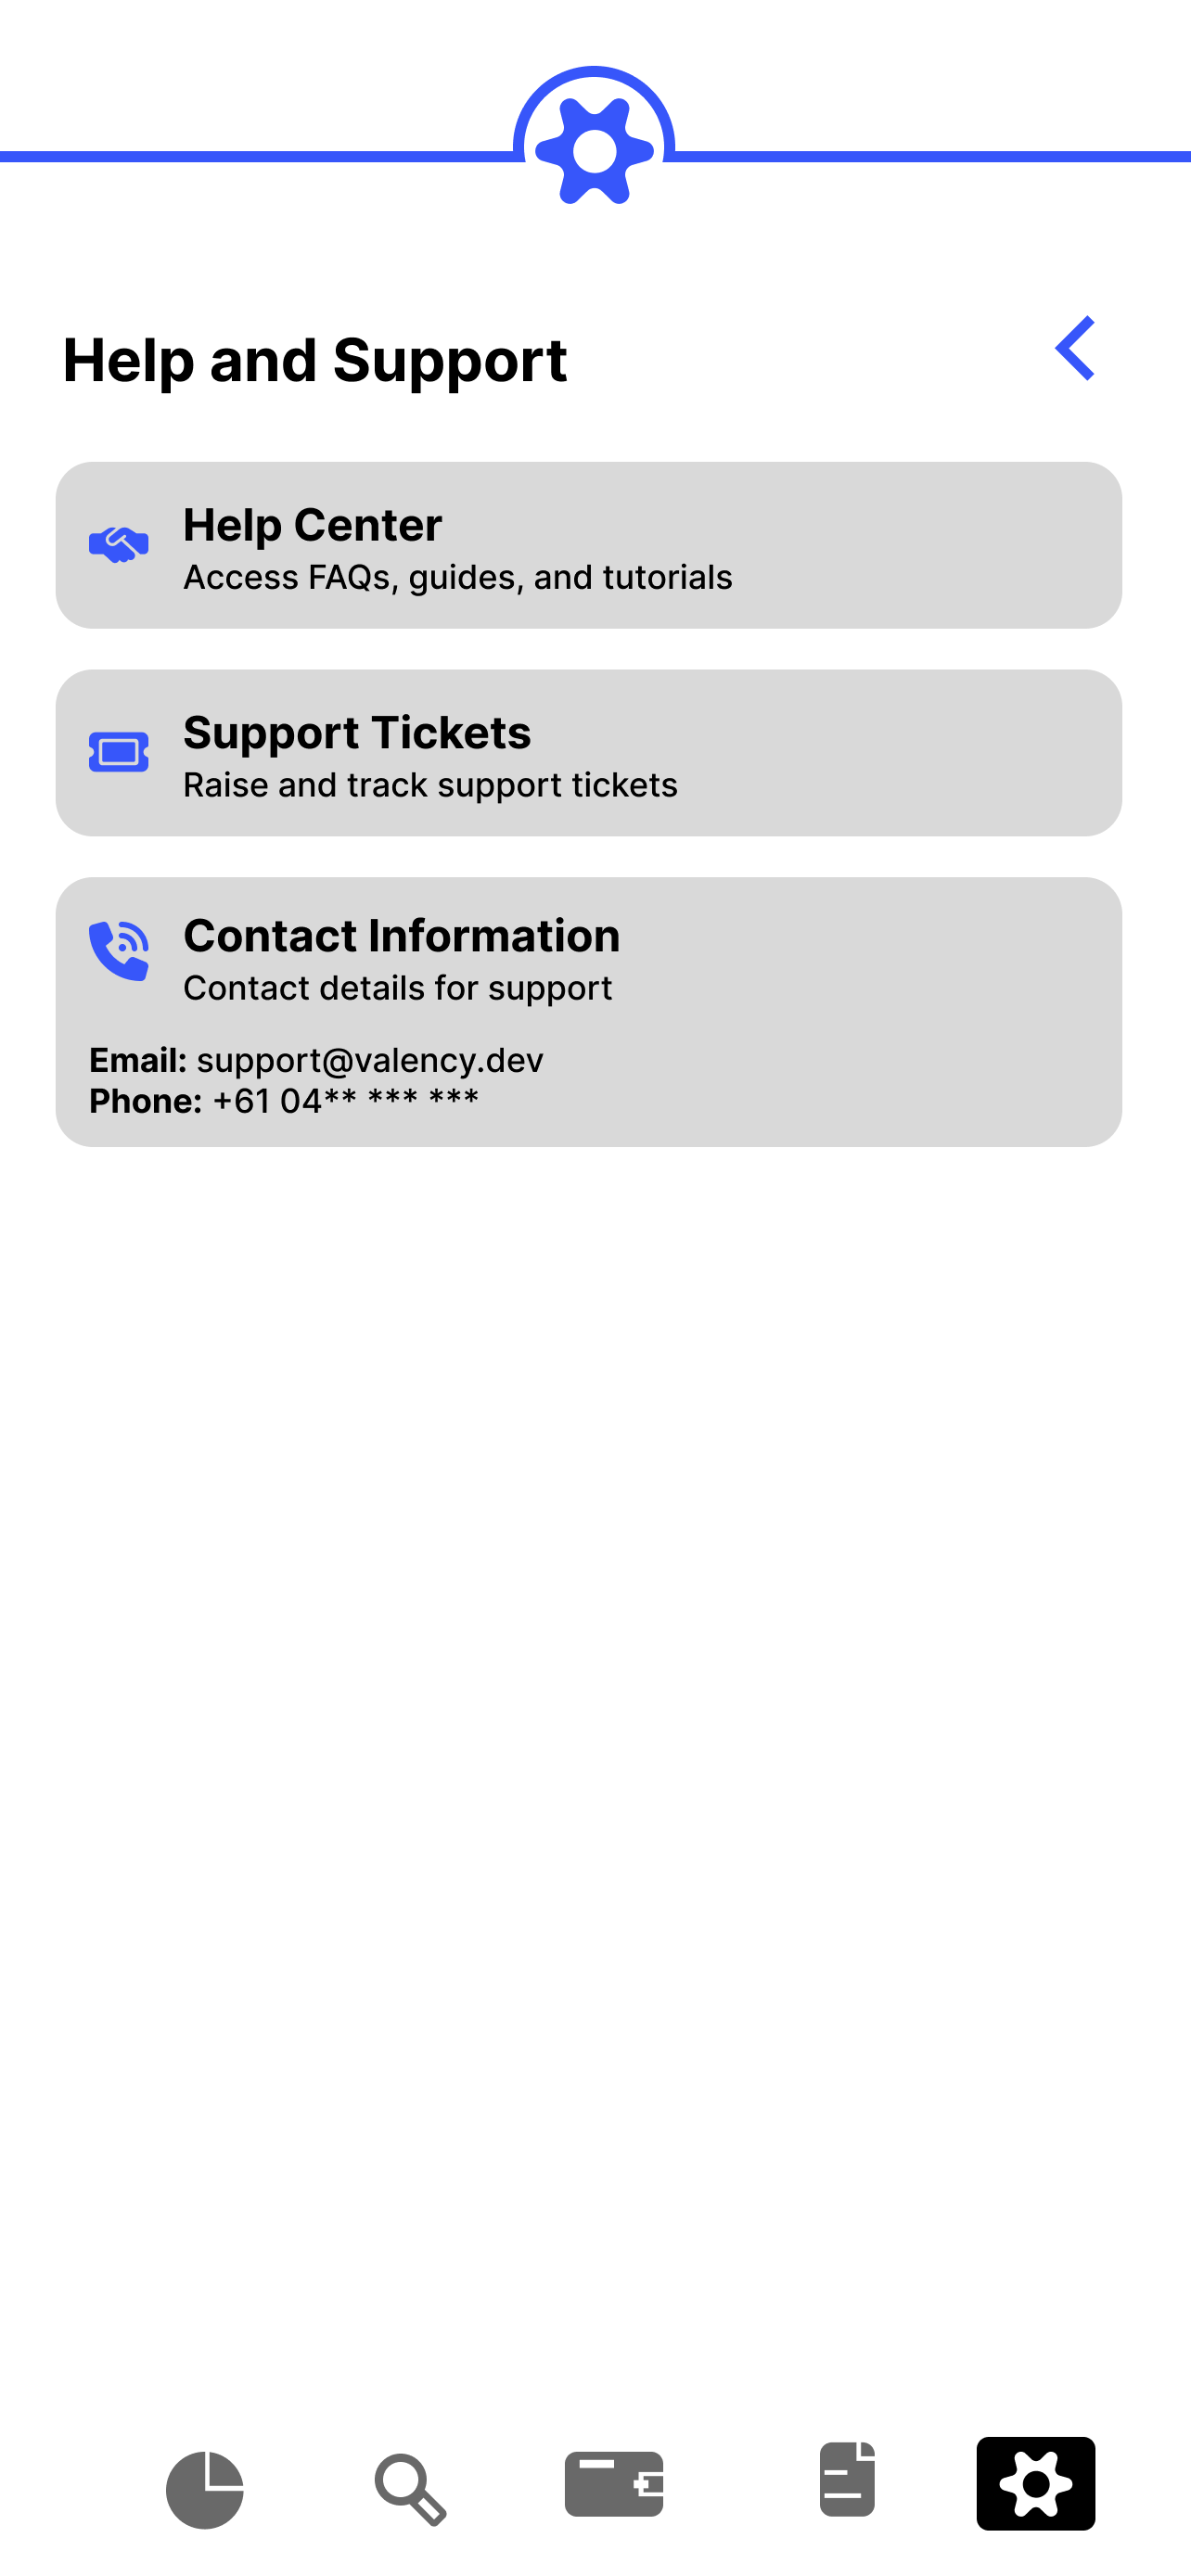 Help and Support
Help Center
Access FAQs, guides, and tutorials
Support Tickets
Raise and track support tickets
Contact Information
Contact details for support
Email: support@valency.dev
Phone: +61 04** *** ***